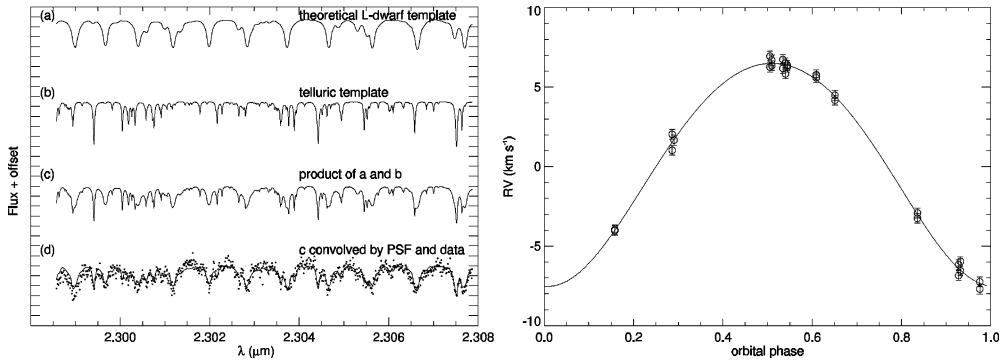 (a) theoretical L-dwarf template
(b) telluric template
(c) product of a and b
(d) c convolved by PSF and data
Flux + offset
2.300 2.302 2.304 2.306 2.308
λ (μm)
10
5
0
-5
-10
RV (km s⁻¹)
0.0 0.2 0.4 0.6 0.8 1.0
orbital phase